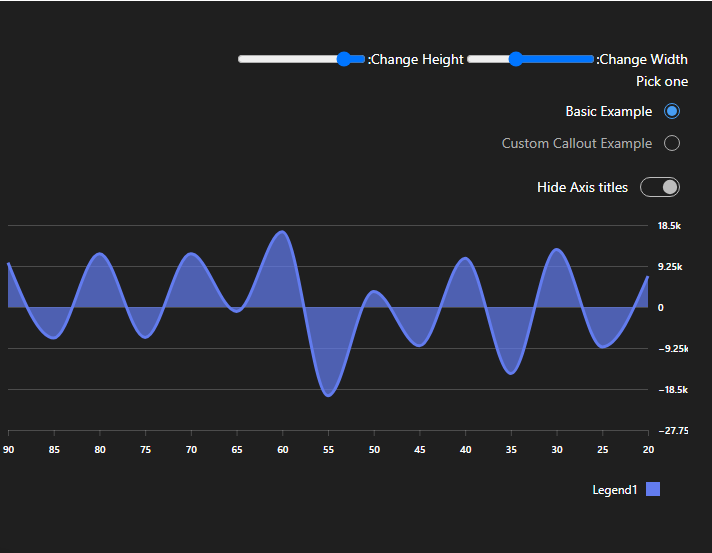 :Change Height :Change Width
Pick one
Basic Example
Custom Callout Example
Hide Axis titles
18.5k
9.25k
0
−9.25k
−18.5k
−27.75
90 85 80 75 70 65 60 55 50 45 40 35 30 25 20
Legend1